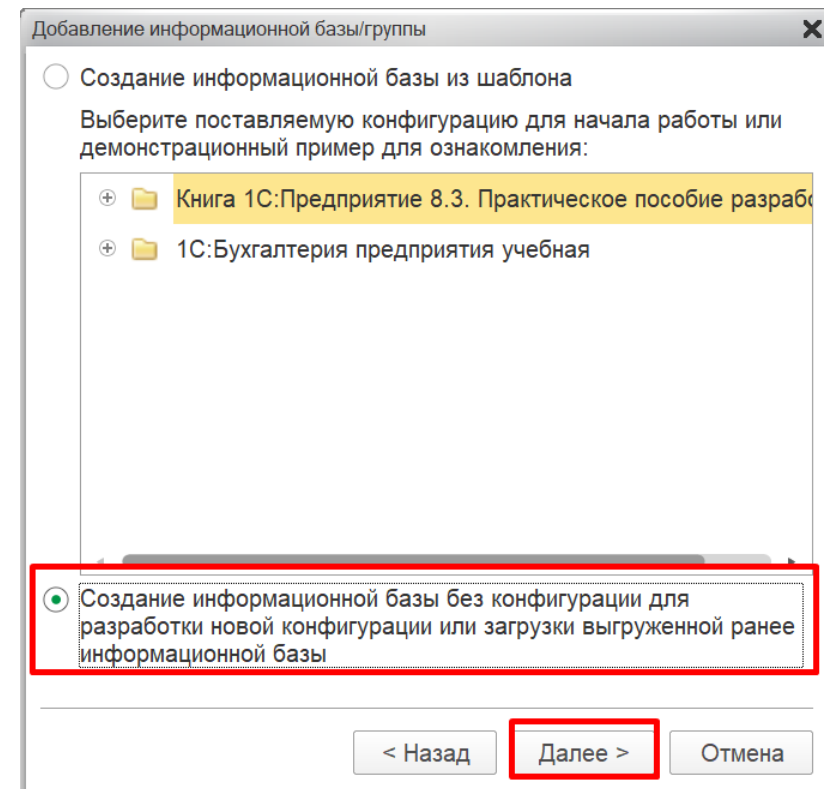 Добавление информационной базы/группы
Создание информационной базы из шаблона
Выберите поставляемую конфигурацию для начала работы или
демонстрационный пример для ознакомления:
Книга 1С:Предприятие 8.3. Практическое пособие разрабо
1С:Бухгалтерия предприятия учебная
Создание информационной базы без конфигурации для
разработки новой конфигурации или загрузки выгруженной ранее
информационной базы
< Назад
Далее >
Отмена